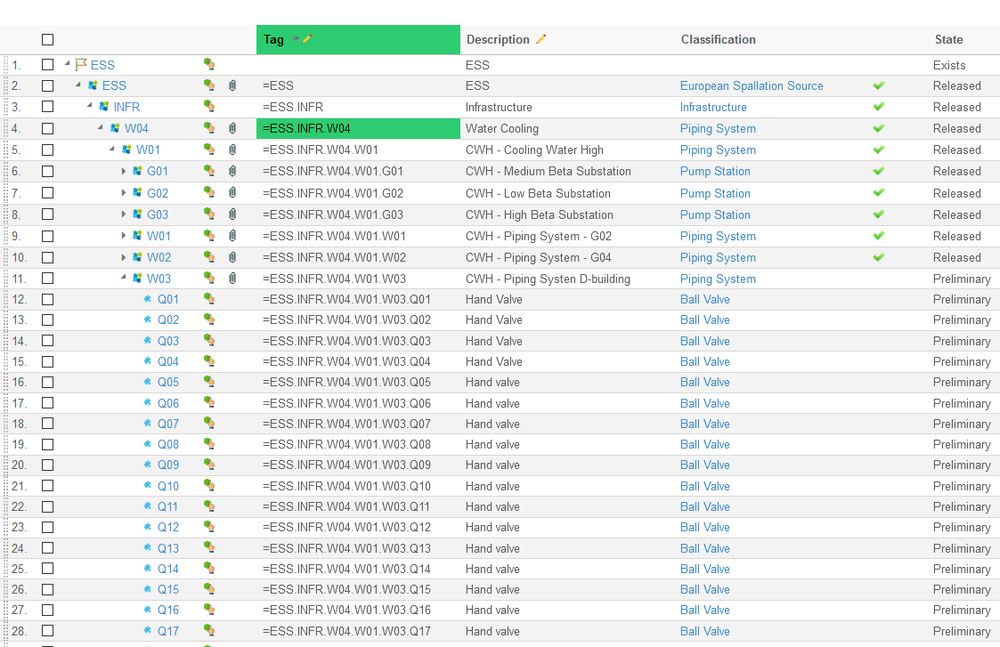 Tag Description Classification State
1. ESS ESS Exists
2. ESS =ESS ESS European Spallation Source Released
3. INFR =ESS.INFR Infrastructure Infrastructure Released
4. W04 =ESS.INFR.W04 Water Cooling Piping System Released
5. W01 =ESS.INFR.W04.W01 CWH - Cooling Water High Piping System Released
6. G01 =ESS.INFR.W04.W01.G01 CWH - Medium Beta Substation Pump Station Released
7. G02 =ESS.INFR.W04.W01.G02 CWH - Low Beta Substation Pump Station Released
8. G03 =ESS.INFR.W04.W01.G03 CWH - High Beta Substation Pump Station Released
9. W01 =ESS.INFR.W04.W01.W01 CWH - Piping System - G02 Piping System Released
10. W02 =ESS.INFR.W04.W01.W02 CWH - Piping System - G04 Piping System Released
11. W03 =ESS.INFR.W04.W01.W03 CWH - Piping Systen D-building Piping System Preliminary
12. Q01 =ESS.INFR.W04.W01.W03.Q01 Hand Valve Ball Valve Preliminary
13. Q02 =ESS.INFR.W04.W01.W03.Q02 Hand Valve Ball Valve Preliminary
14. Q03 =ESS.INFR.W04.W01.W03.Q03 Hand Valve Ball Valve Preliminary
15. Q04 =ESS.INFR.W04.W01.W03.Q04 Hand Valve Ball Valve Preliminary
16. Q05 =ESS.INFR.W04.W01.W03.Q05 Hand valve Ball Valve Preliminary
17. Q06 =ESS.INFR.W04.W01.W03.Q06 Hand valve Ball Valve Preliminary
18. Q07 =ESS.INFR.W04.W01.W03.Q07 Hand valve Ball Valve Preliminary
19. Q08 =ESS.INFR.W04.W01.W03.Q08 Hand valve Ball Valve Preliminary
20. Q09 =ESS.INFR.W04.W01.W03.Q09 Hand valve Ball Valve Preliminary
21. Q10 =ESS.INFR.W04.W01.W03.Q10 Hand valve Ball Valve Preliminary
22. Q11 =ESS.INFR.W04.W01.W03.Q11 Hand valve Ball Valve Preliminary
23. Q12 =ESS.INFR.W04.W01.W03.Q12 Hand valve Ball Valve Preliminary
24. Q13 =ESS.INFR.W04.W01.W03.Q13 Hand valve Ball Valve Preliminary
25. Q14 =ESS.INFR.W04.W01.W03.Q14 Hand valve Ball Valve Preliminary
26. Q15 =ESS.INFR.W04.W01.W03.Q15 Hand valve Ball Valve Preliminary
27. Q16 =ESS.INFR.W04.W01.W03.Q16 Hand valve Ball Valve Preliminary
28. Q17 =ESS.INFR.W04.W01.W03.Q17 Hand valve Ball Valve Preliminary